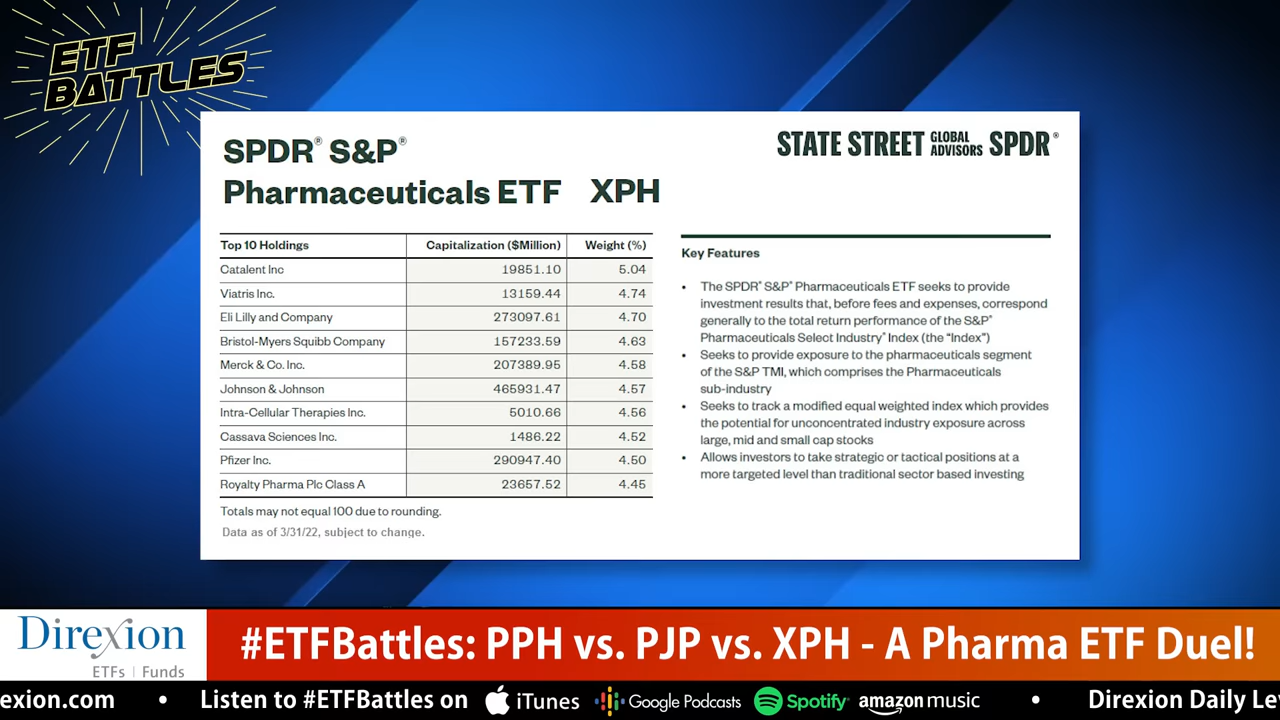 ETF
BATTLES
SPDR® S&P®
Pharmaceuticals ETF XPH
STATE STREET GLOBAL ADVISORS SPDR®
Top 10 Holdings Capitalization ($Million) Weight (%)
Catalent Inc 19851.10 5.04
Viatris Inc. 13159.44 4.74
Eli Lilly and Company 273097.61 4.70
Bristol-Myers Squibb Company 157233.59 4.63
Merck & Co. Inc. 207389.95 4.58
Johnson & Johnson 465931.47 4.57
Intra-Cellular Therapies Inc. 5010.66 4.56
Cassava Sciences Inc. 1486.22 4.52
Pfizer Inc. 290947.40 4.50
Royalty Pharma Plc Class A 23657.52 4.45
Totals may not equal 100 due to rounding.
Data as of 3/31/22, subject to change.
Key Features
• The SPDR® S&P® Pharmaceuticals ETF seeks to provide
investment results that, before fees and expenses, correspond
generally to the total return performance of the S&P®
Pharmaceuticals Select Industry® Index (the “Index”)
• Seeks to provide exposure to the pharmaceuticals segment
of the S&P TMI, which comprises the Pharmaceuticals
sub-industry
• Seeks to track a modified equal weighted index which provides
the potential for unconcentrated industry exposure across
large, mid and small cap stocks
• Allows investors to take strategic or tactical positions at a
more targeted level than traditional sector based investing
Direxion
ETFs | Funds
#ETFBattles: PPH vs. PJP vs. XPH - A Pharma ETF Duel!
exion.com • Listen to #ETFBattles on iTunes Google Podcasts Spotify amazon music • Direxion Daily Le